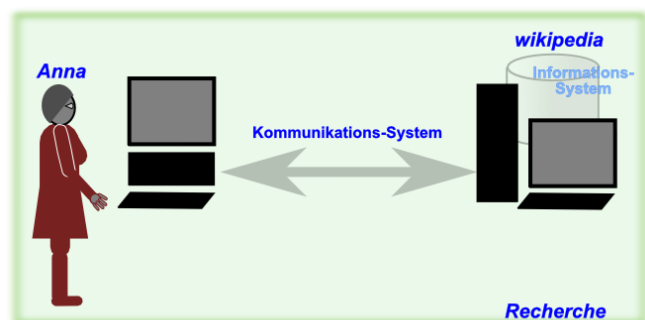 wikipedia
Anna
Informations-
System
Kommunikations-System
Recherche